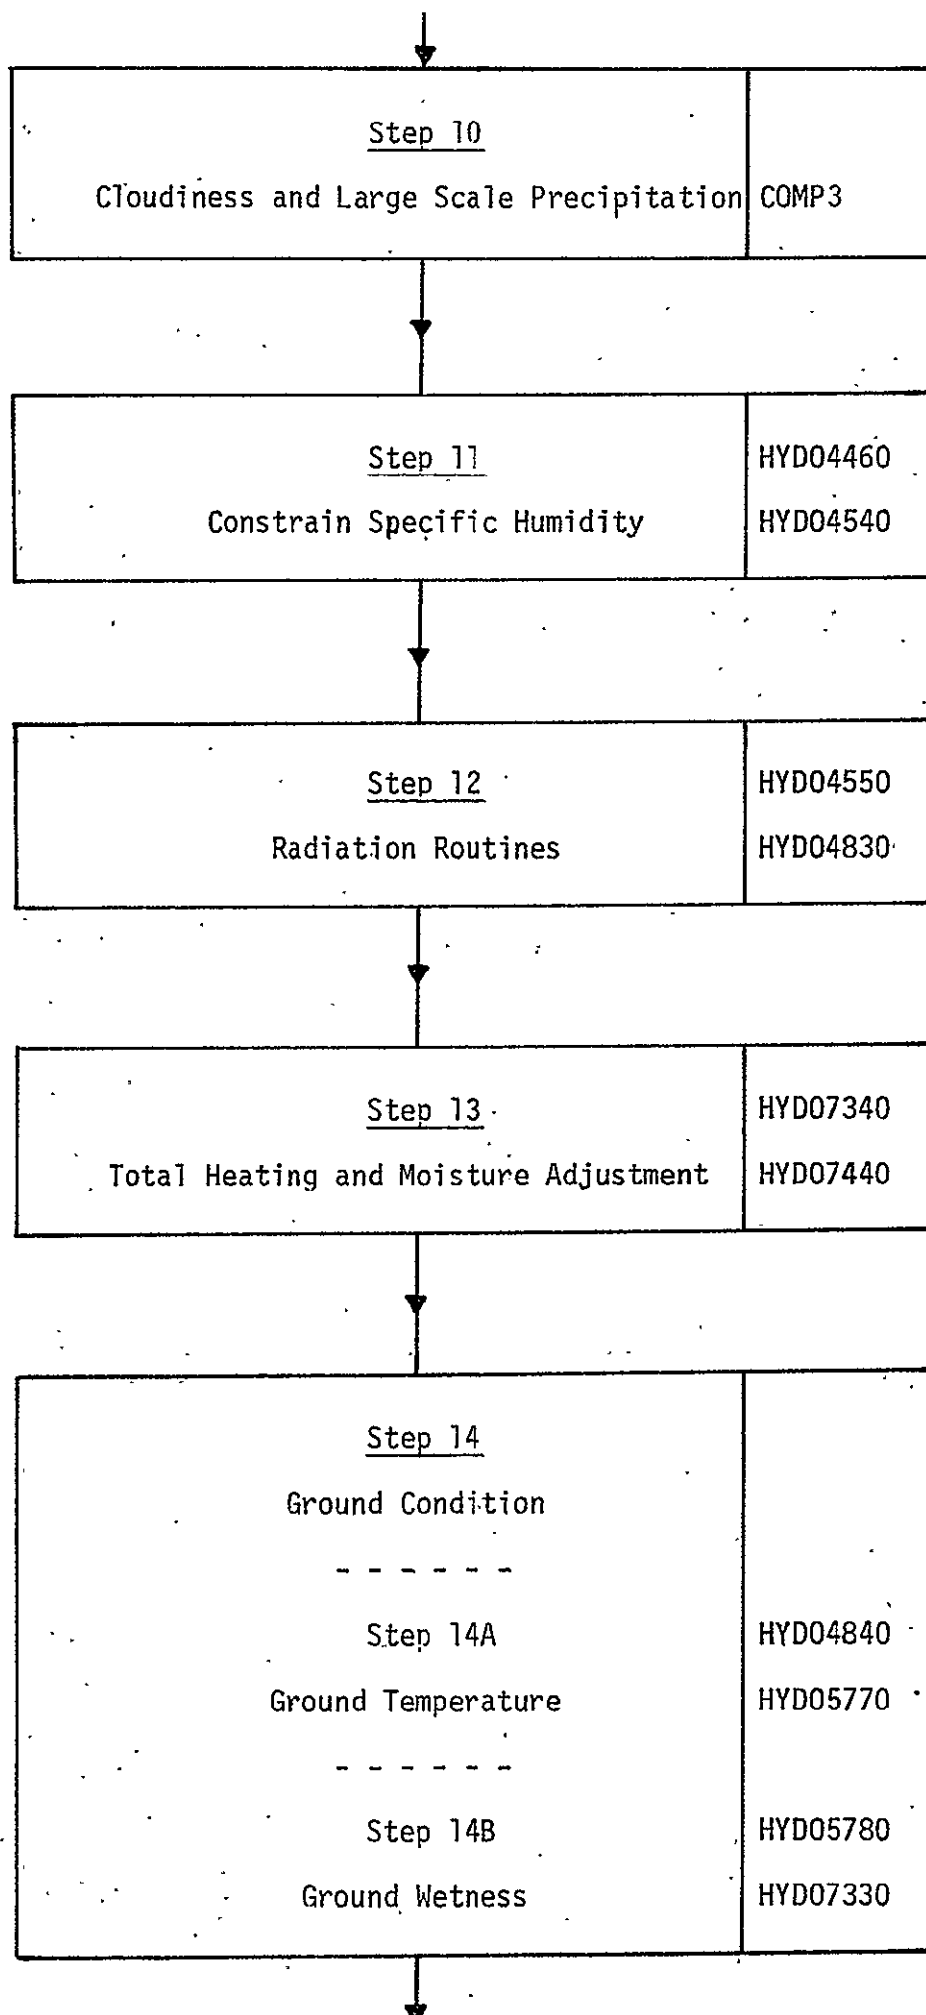 Step 10
Cloudiness and Large Scale Precipitation COMP3
Step 11 HYD04460
Constrain Specific Humidity HYD04540
Step 12 HYD04550
Radiation Routines HYD04830
Step 13 HYD07340
Total Heating and Moisture Adjustment HYD07440
Step 14
Ground Condition
- - - - - -
Step 14A HYD04840
Ground Temperature HYD05770
- - - - - -
Step 14B HYD05780
Ground Wetness HYD07330